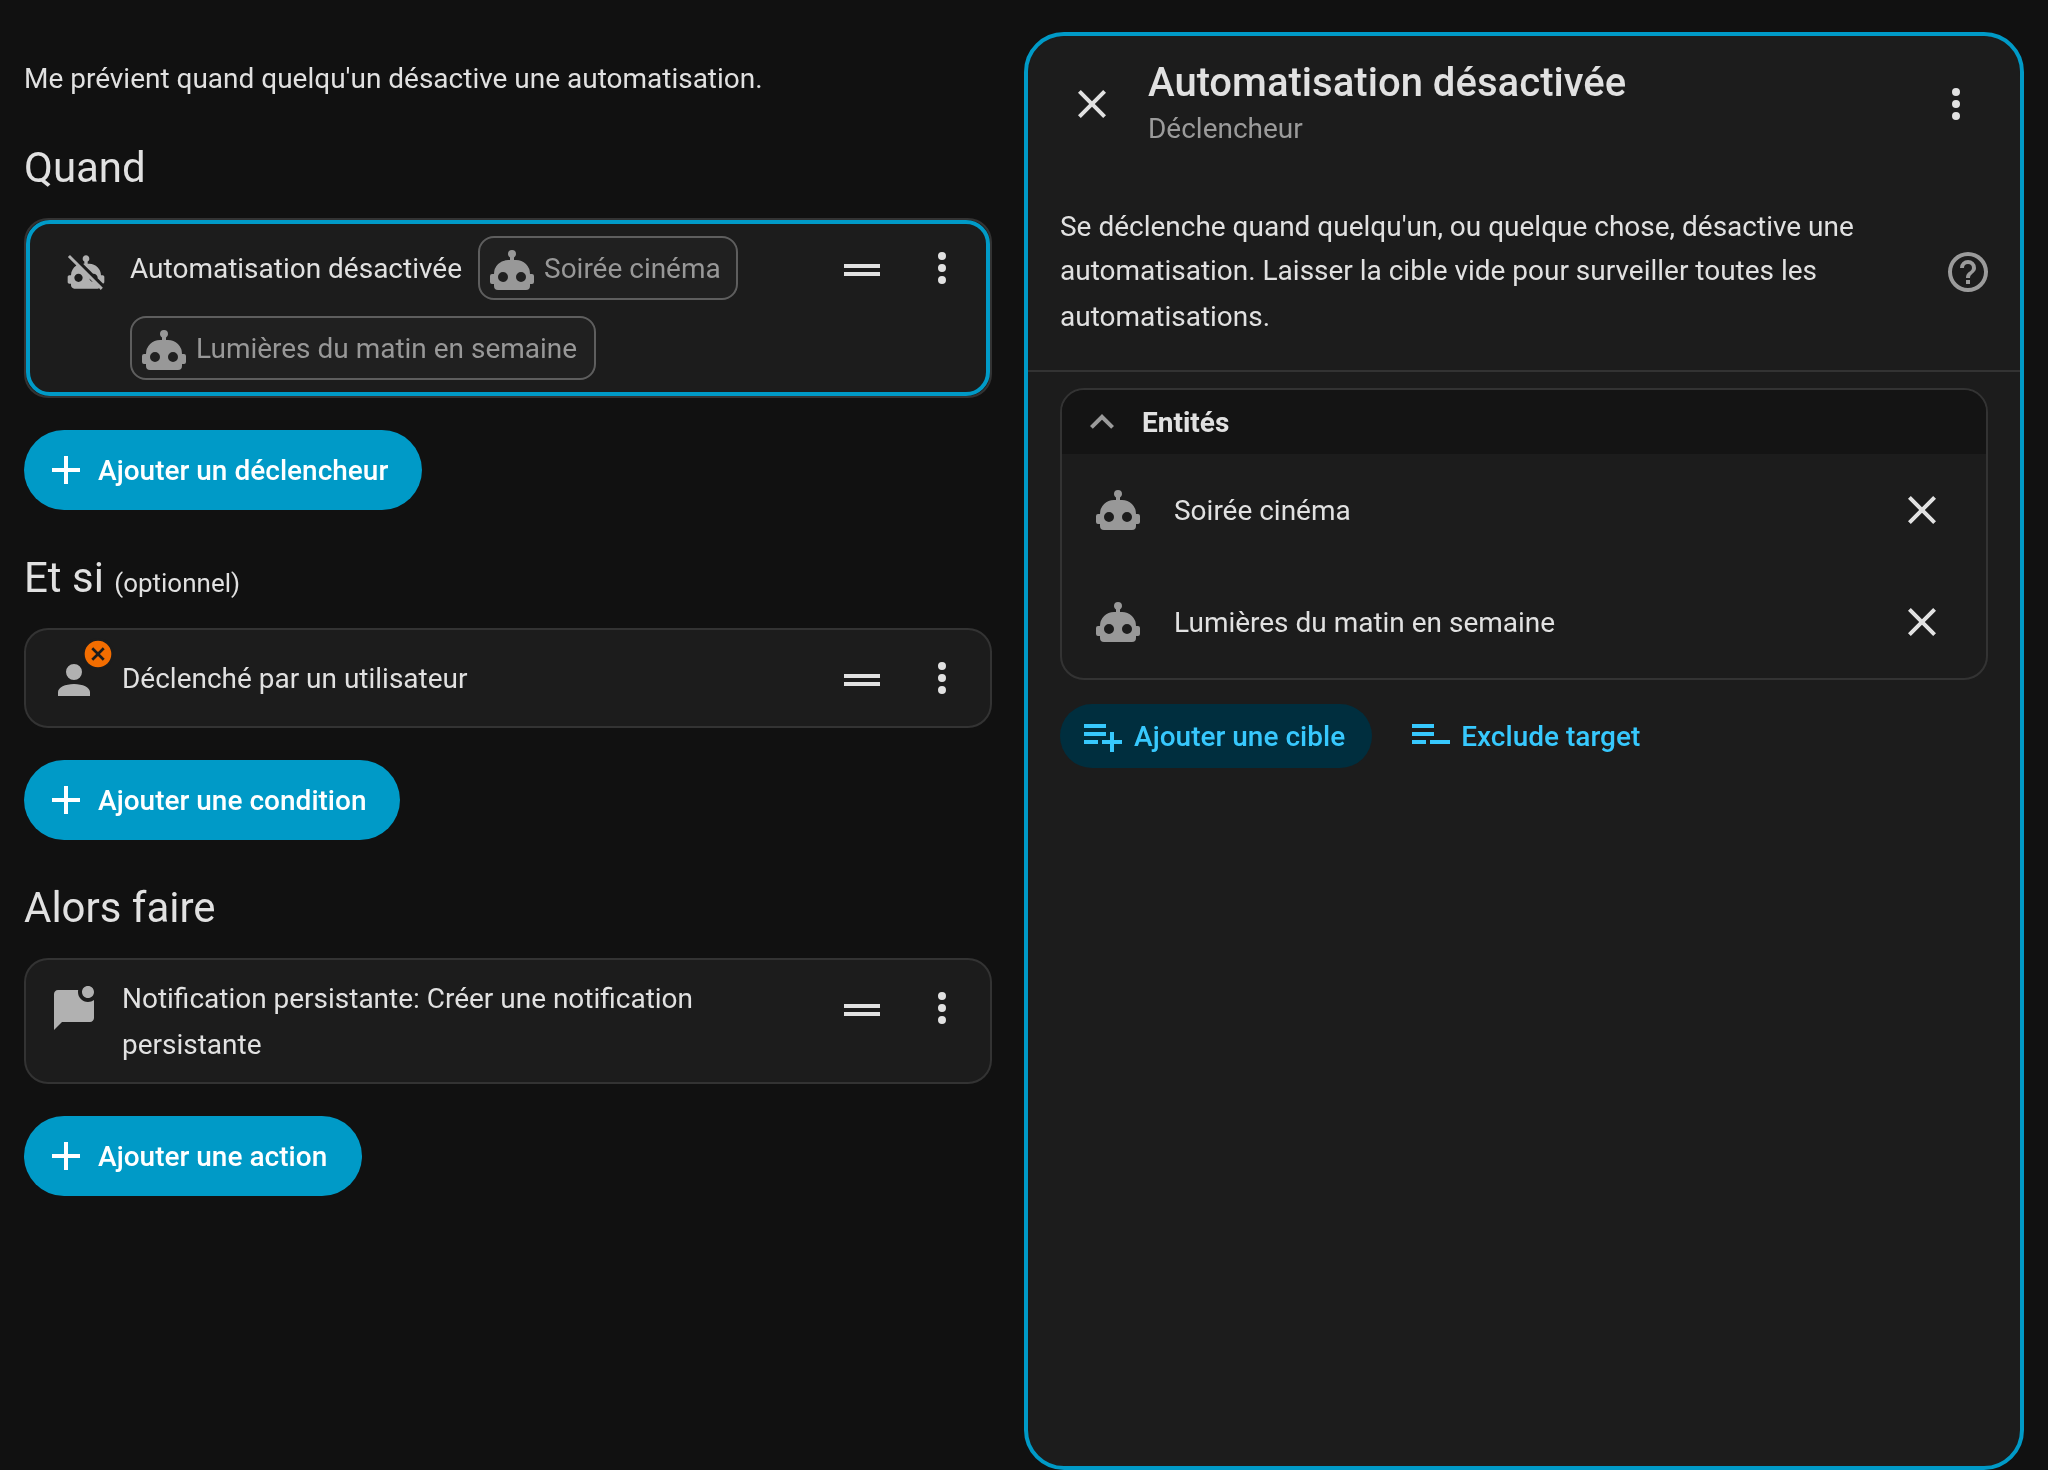 Me prévient quand quelqu'un désactive une automatisation.
Quand
Automatisation désactivée Soirée cinéma
Lumières du matin en semaine
Ajouter un déclencheur
Et si (optionnel)
Déclenché par un utilisateur
Ajouter une condition
Alors faire
Notification persistante: Créer une notification
persistante
Ajouter une action
Automatisation désactivée
Déclencheur
Se déclenche quand quelqu'un, ou quelque chose, désactive une
automatisation. Laisser la cible vide pour surveiller toutes les
automatisations.
Entités
Soirée cinéma
Lumières du matin en semaine
Ajouter une cible Exclude target